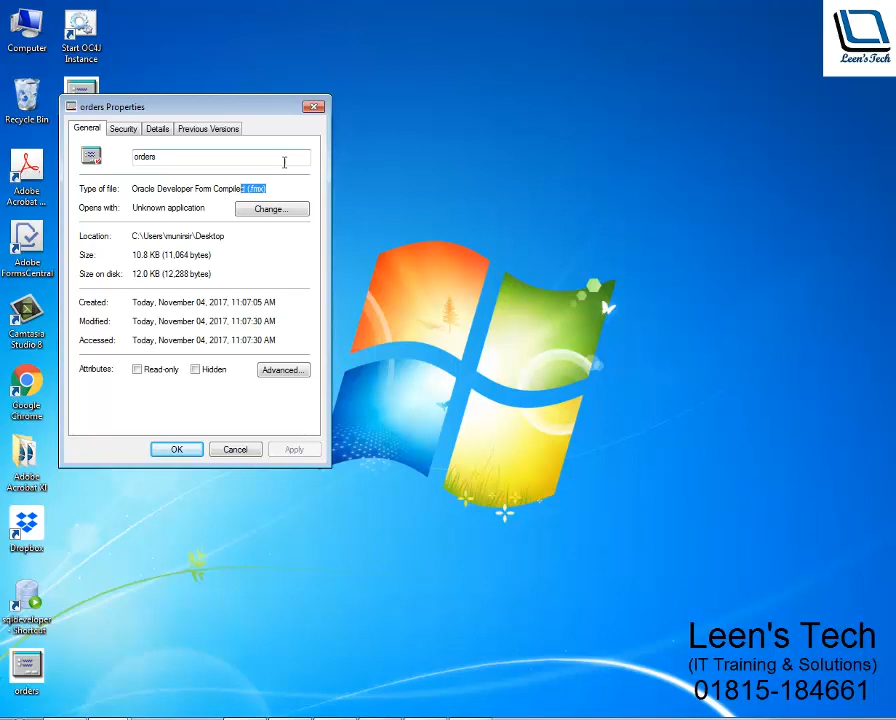 Computer
Start OC4J
Instance
Leen'sTech
Recycle Bin
orders Properties
General
Security
Details
Previous Versions
orders
Type of file:
Oracle Developer Form Compiled (.fmx)
Opens with:
Unknown application
Change...
Adobe
Acrobat ...
Location:
C:\Users\munirsir\Desktop
Size:
10.8 KB (11,064 bytes)
Size on disk:
12.0 KB (12,288 bytes)
Adobe
FormsCentral
Created:
Today, November 04, 2017, 11:07:05 AM
Modified:
Today, November 04, 2017, 11:07:30 AM
Accessed:
Today, November 04, 2017, 11:07:30 AM
Camtasia
Studio 8
Attributes:
Read-only
Hidden
Advanced...
Google
Chrome
OK
Cancel
Apply
Adobe
Acrobat XI
Dropbox
sqldeveloper
- Shortcut
orders
Leen's Tech
(IT Training & Solutions)
01815-184661